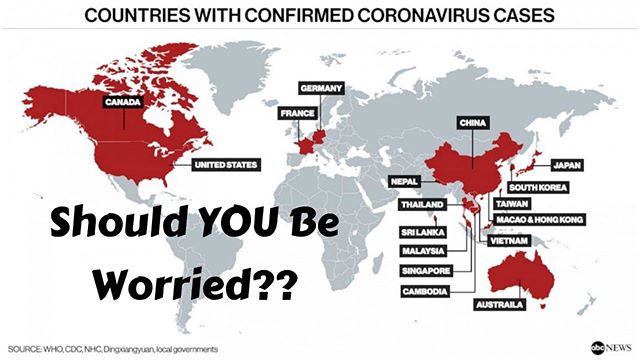 COUNTRIES WITH CONFIRMED CORONAVIRUS CASES
GERMANY
CANADA
FRANCE
CHINA
UNITED STATES
JAPAN
NEPAL
SOUTH KOREA
THAILAND
TAIWAN
MACAO & HONG KONG
SRI LANKA
VIETNAM
MALAYSIA
SINGAPORE
CAMBODIA
AUSTRAILA
Should YOU Be
Worried??
SOURCE: WHO, CDC, NHC, Dingxiangyuan, local governments
abc NEWS